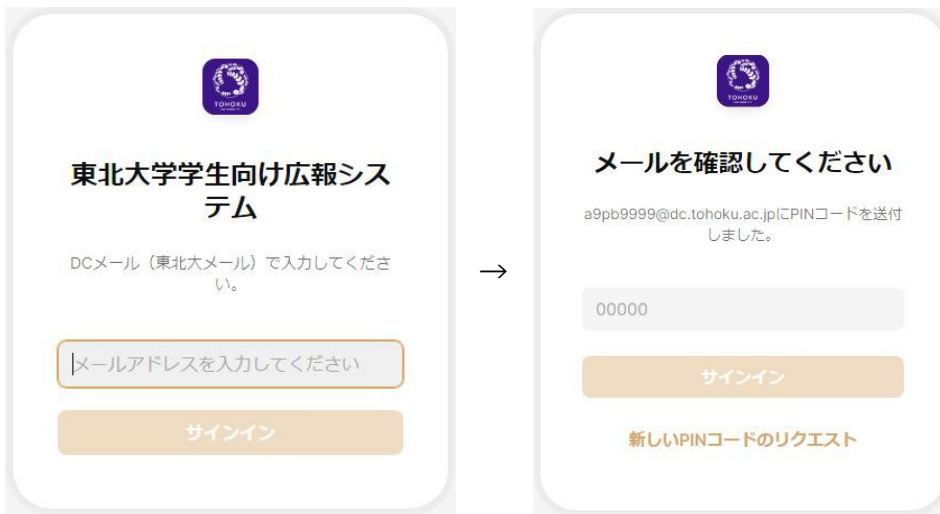 TOHOKU
東北大学学生向け広報シス
テム
DCメール（東北大メール）で入力してくださ
い。
メールアドレスを入力してください
サインイン
→
TOHOKU
メールを確認してください
a9pb9999@dc.tohoku.ac.jpにPINコードを送付
しました。
00000
サインイン
新しいPINコードのリクエスト